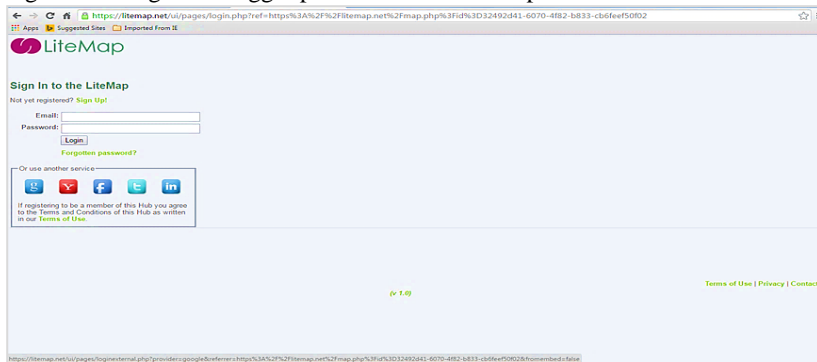 https://litemap.net/ui/pages/login.php?ref=https%3A%2F%2Flitemap.net%2Fmap.php%3Fid%3D32492d41-6070-4f82-b833-cb6feef50f02
Apps Suggested Sites Imported From IE
LiteMap
Sign In to the LiteMap
Not yet registered? Sign Up!
Email:
Password:
Login
Forgotten password?
Or use another service
g Y f t in
If registering to be a member of this Hub you agree
to the Terms and Conditions of this Hub as written
in our Terms of Use.
Terms of Use | Privacy | Contact
(v 1.0)
https://litemap.net/ui/pages/loginexternal.php?provider=google&referrer=https%3A%2F%2Flitemap.net%2Fmap.php%3Fid%3D32492d41-6070-4f82-b833-cb6feef50f02&fromembed=false